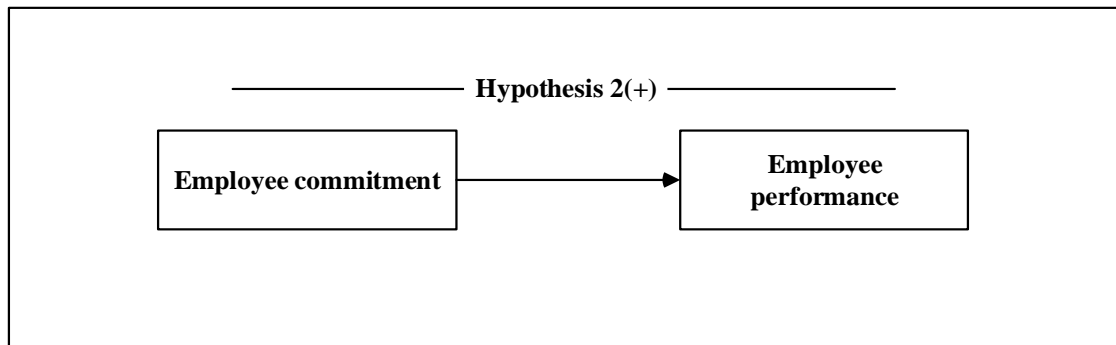 Hypothesis 2(+)
Employee commitment
Employee
performance